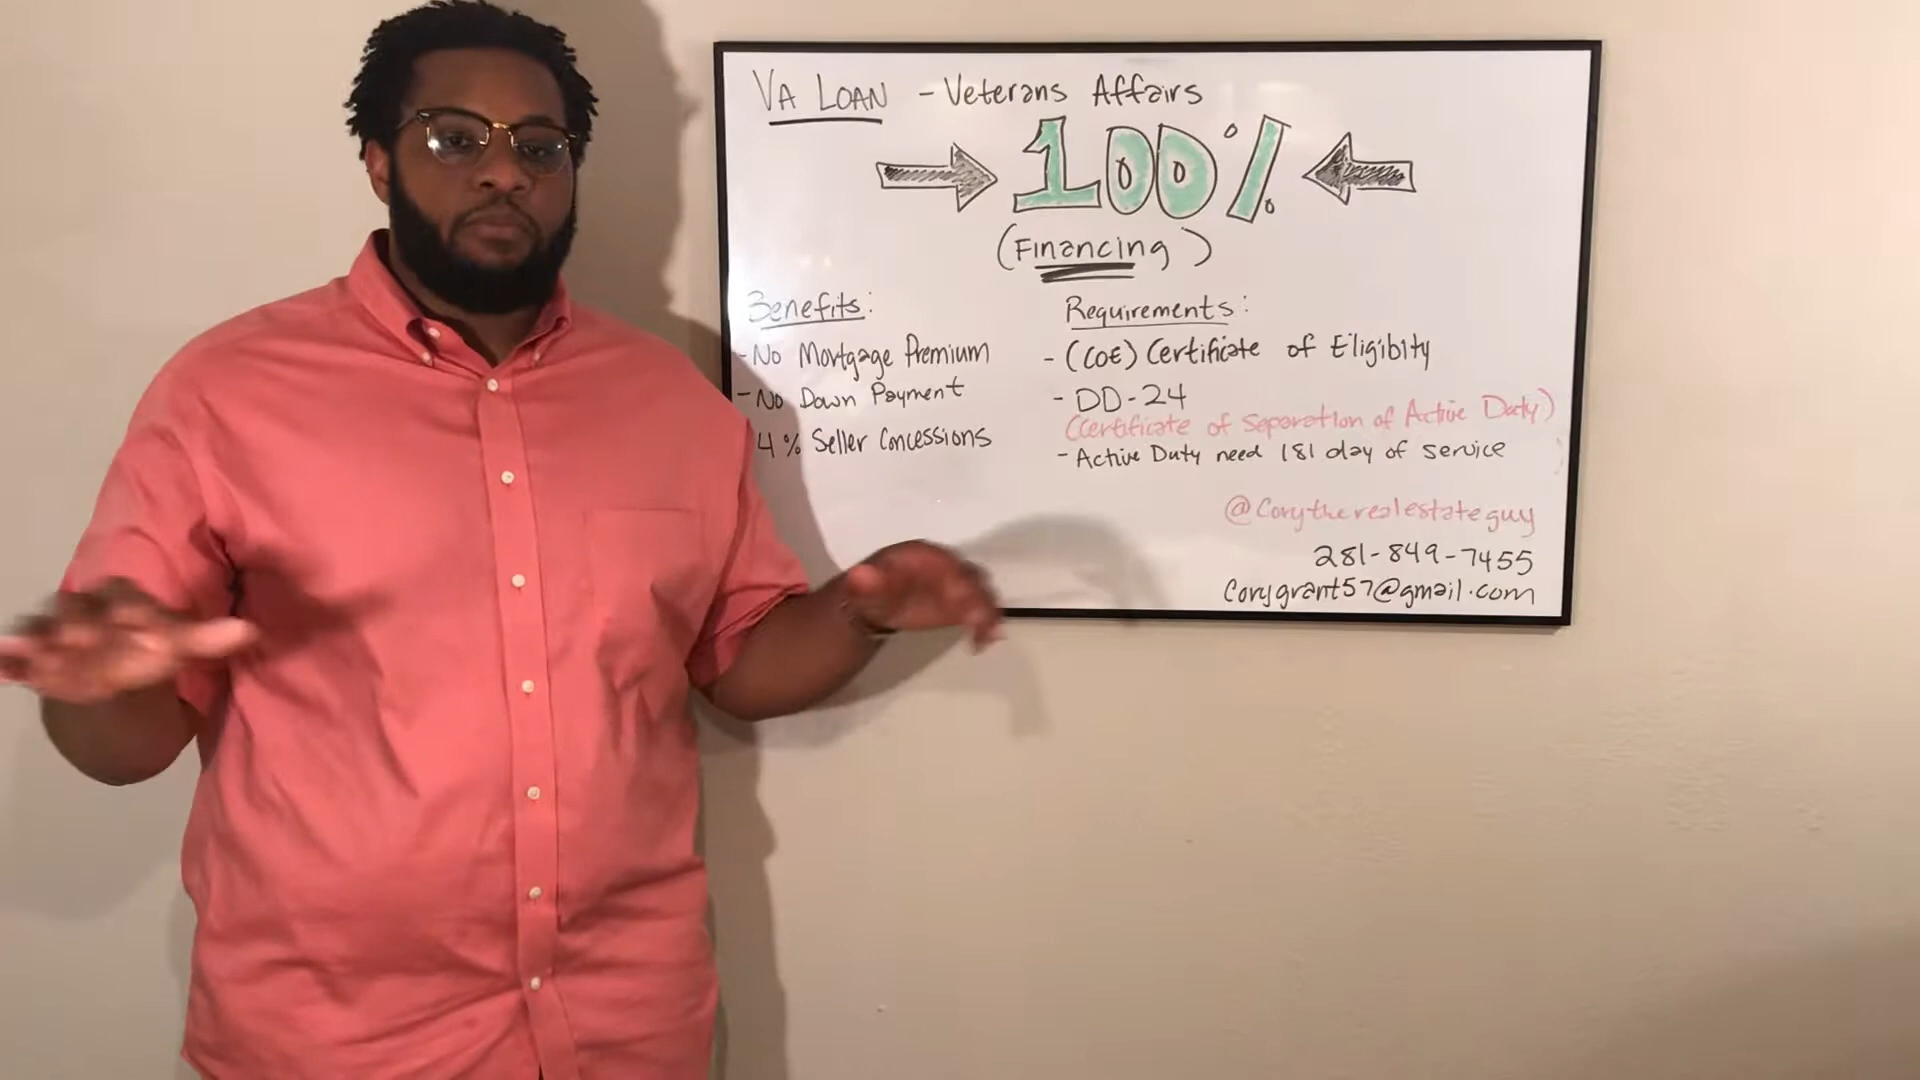 VA LOAN - Veterans Affairs
100%
(Financing)
Benefits:
- No Mortgage Premium
- No Down Payment
4% Seller Concessions
Requirements:
- (COE) Certificate of Eligiblity
- DD-24
(Certificate of Separation of Active Duty)
- Active Duty need 181 day of service
@Corytherealestateguy
281-849-7455
Corygrant57@gmail.com